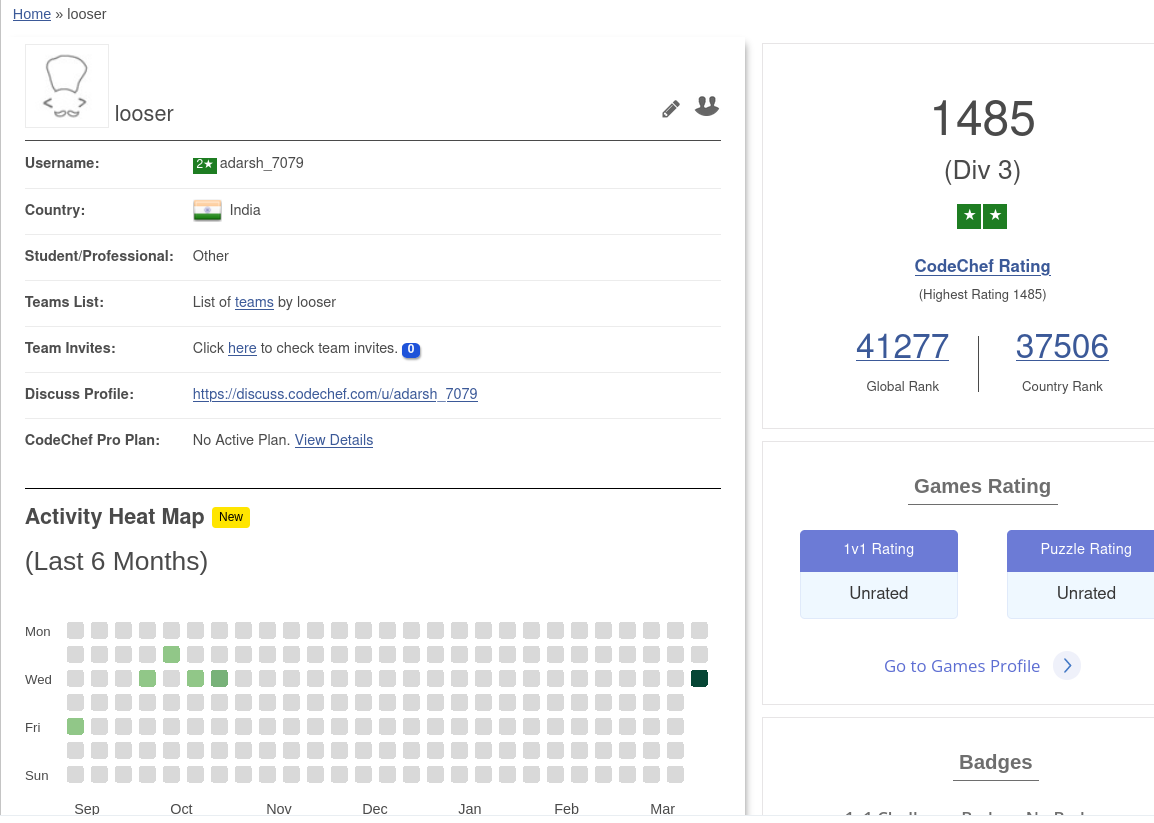 Home » looser
looser
Username: 2★ adarsh_7079
Country: India
Student/Professional: Other
Teams List: List of teams by looser
Team Invites: Click here to check team invites. 0
Discuss Profile: https://discuss.codechef.com/u/adarsh_7079
CodeChef Pro Plan: No Active Plan. View Details
Activity Heat Map New
(Last 6 Months)
Mon
Wed
Fri
Sun
Sep Oct Nov Dec Jan Feb Mar
1485
(Div 3)
★ ★
CodeChef Rating
(Highest Rating 1485)
41277 37506
Global Rank Country Rank
Games Rating
1v1 Rating Puzzle Rating
Unrated Unrated
Go to Games Profile
Badges